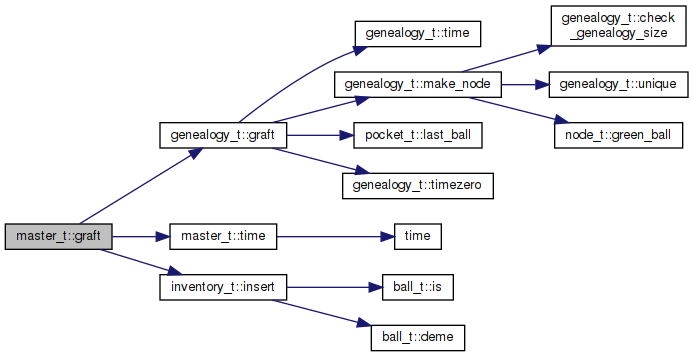 genealogy_t::check
_genealogy_size
genealogy_t::time
genealogy_t::make_node
genealogy_t::unique
genealogy_t::graft
pocket_t::last_ball
node_t::green_ball
genealogy_t::timezero
master_t::graft
master_t::time
time
inventory_t::insert
ball_t::is
ball_t::deme